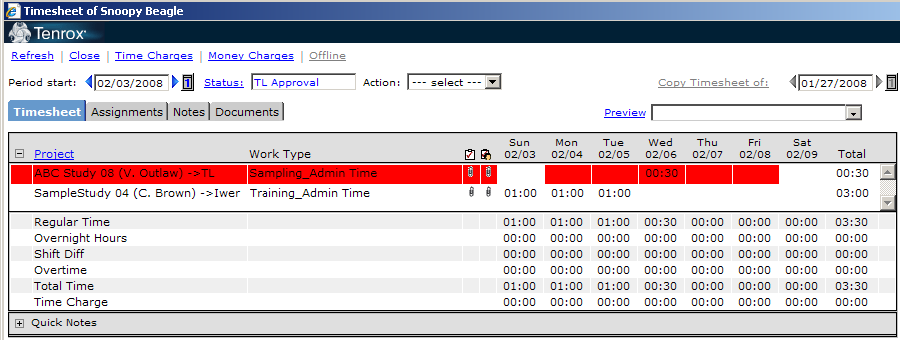 Timesheet of Snoopy Beagle
Tenrox
Refresh | Close | Time Charges | Money Charges | Offline
Period start: 02/03/2008 1 Status: TL Approval Action: --- select --- Copy Timesheet of: 01/27/2008
Timesheet Assignments Notes Documents Preview
Project Work Type Sun 02/03 Mon 02/04 Tue 02/05 Wed 02/06 Thu 02/07 Fri 02/08 Sat 02/09 Total
ABC Study 08 (V. Outlaw) ->TL Sampling_Admin Time 00:30 00:30
SampleStudy 04 (C. Brown) ->Iwer Training_Admin Time 01:00 01:00 01:00 03:00
Regular Time 01:00 01:00 01:00 00:30 00:00 00:00 00:00 03:30
Overnight Hours 00:00 00:00 00:00 00:00 00:00 00:00 00:00 00:00
Shift Diff 00:00 00:00 00:00 00:00 00:00 00:00 00:00 00:00
Overtime 00:00 00:00 00:00 00:00 00:00 00:00 00:00 00:00
Total Time 01:00 01:00 01:00 00:30 00:00 00:00 00:00 03:30
Time Charge 00:00 00:00 00:00 00:00 00:00 00:00 00:00 00:00
Quick Notes